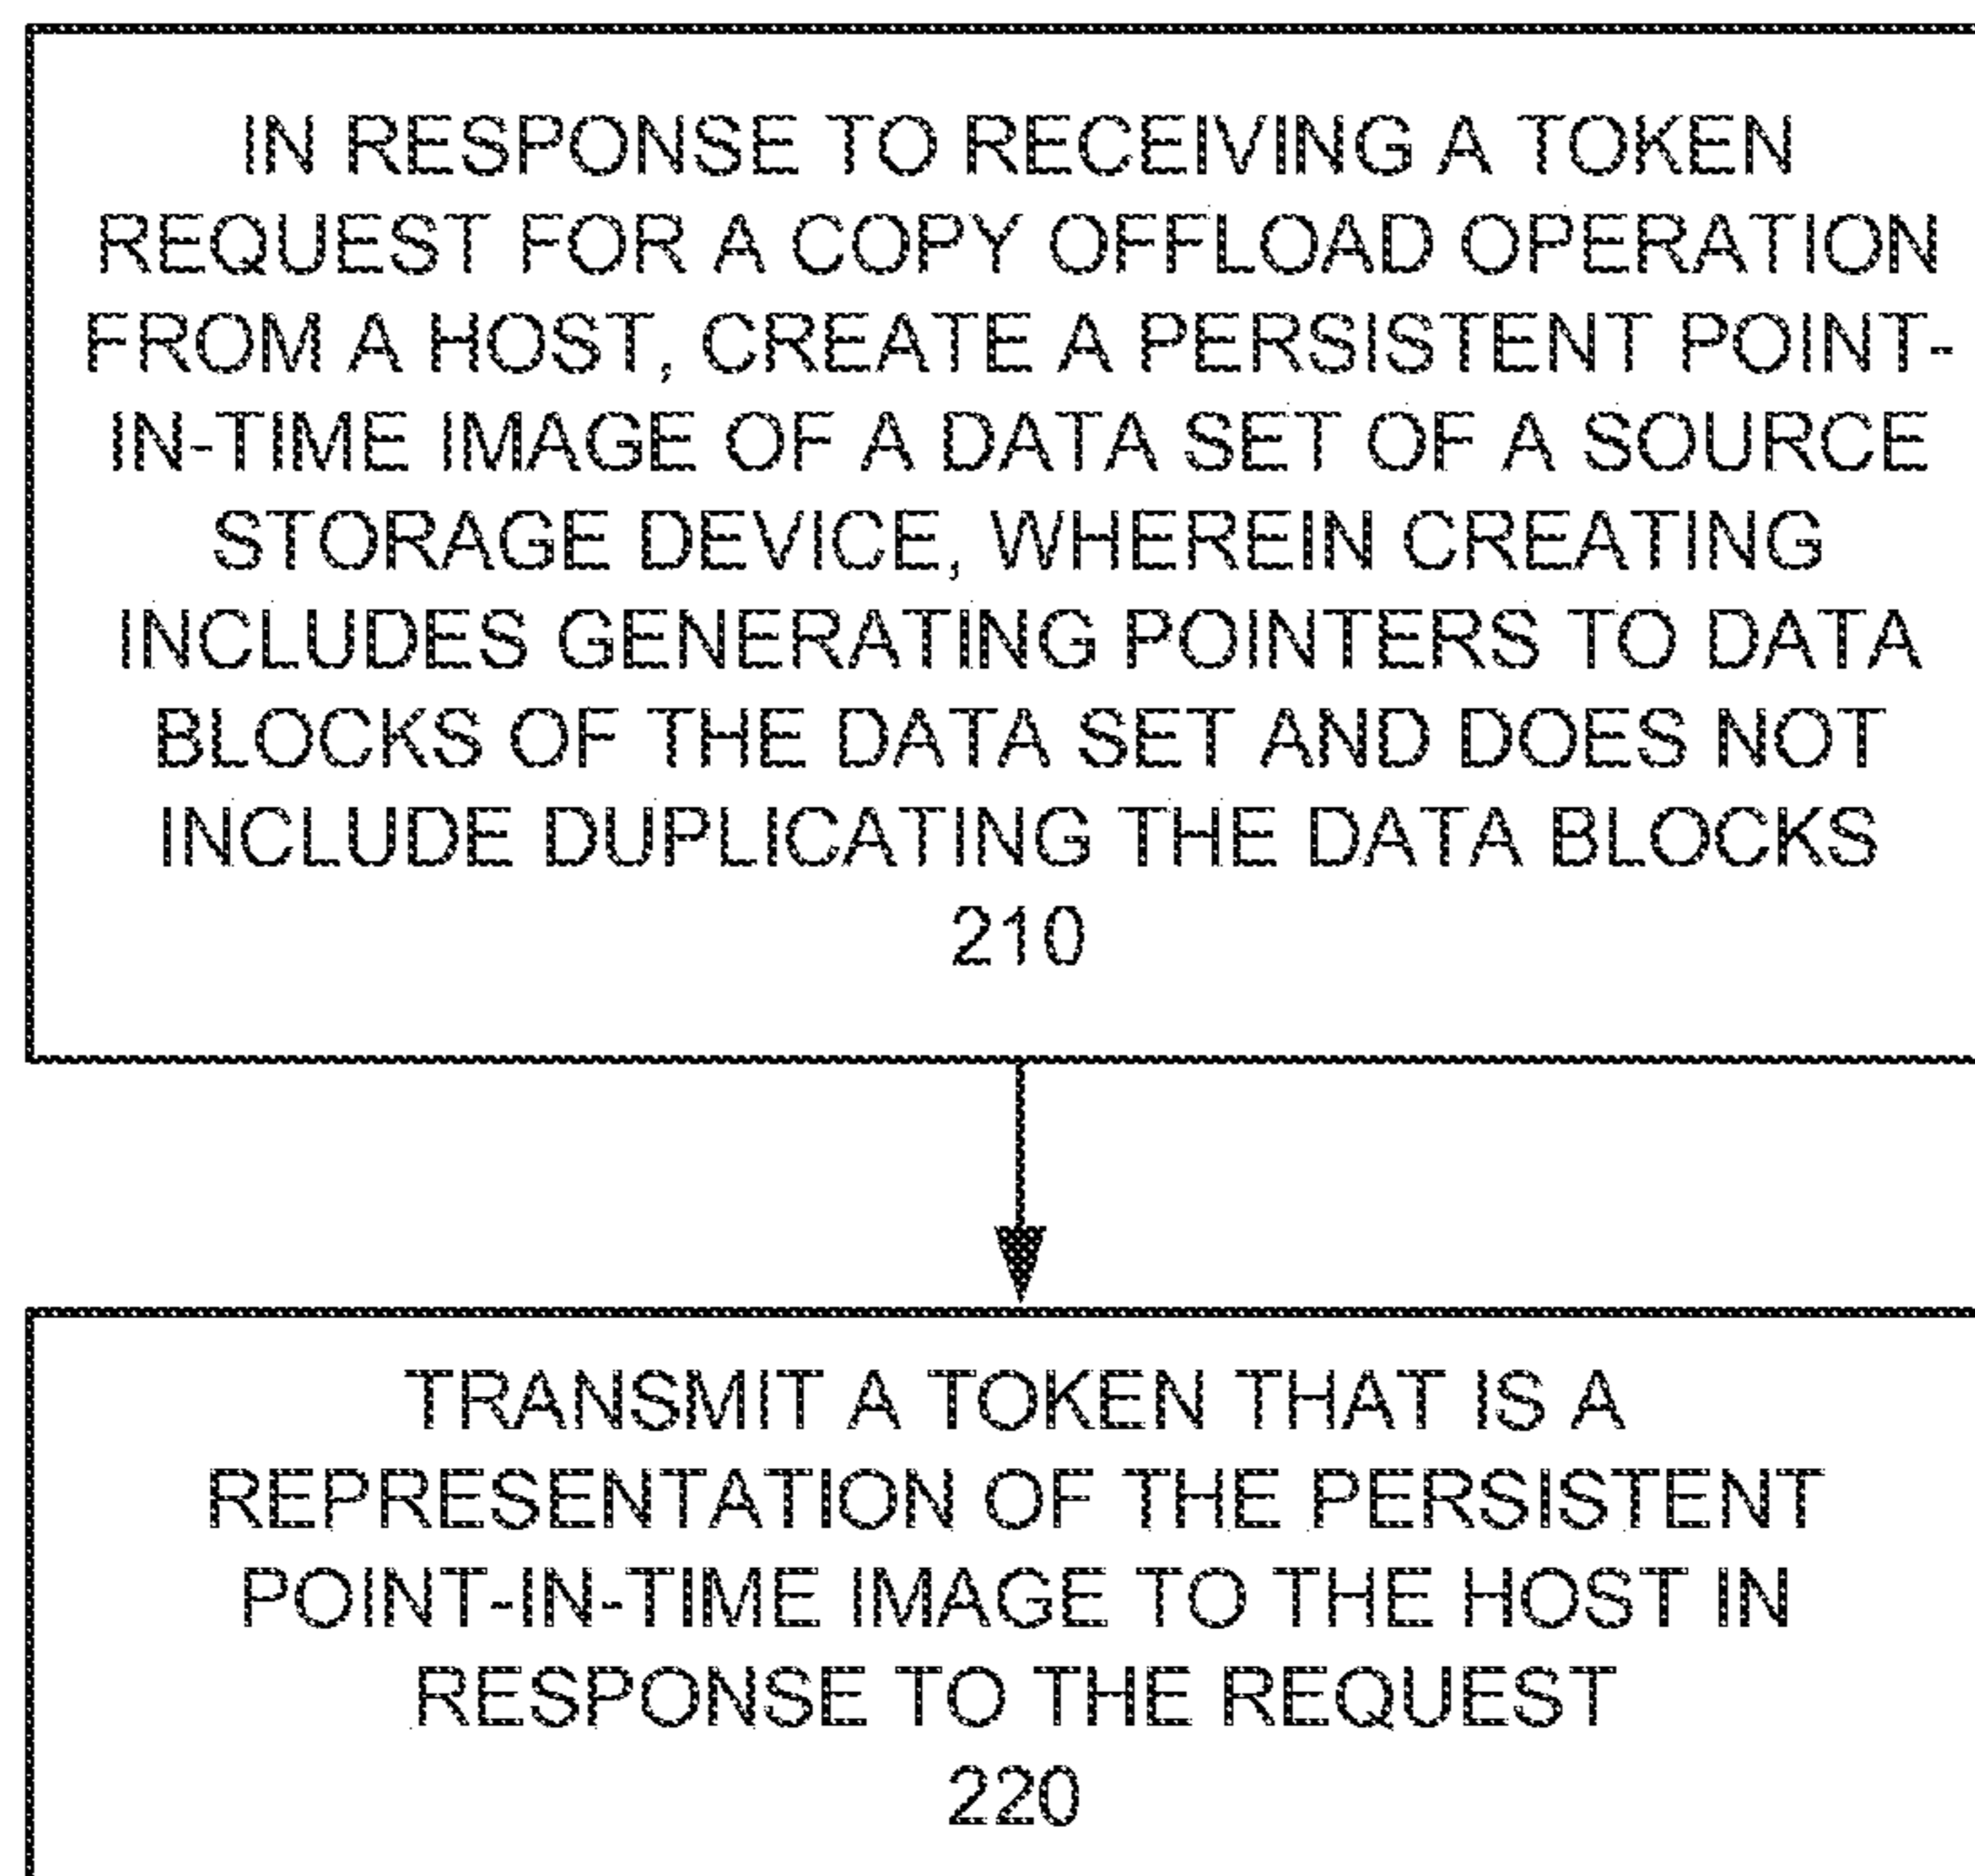 IN RESPONSE TO RECEIVING A TOKEN
REQUEST FOR A COPY OFFLOAD OPERATION
FROM A HOST, CREATE A PERSISTENT POINT-
IN-TIME IMAGE OF A DATA SET OF A SOURCE
STORAGE DEVICE, WHEREIN CREATING
INCLUDES GENERATING POINTERS TO DATA
BLOCKS OF THE DATA SET AND DOES NOT
INCLUDE DUPLICATING THE DATA BLOCKS
210
TRANSMIT A TOKEN THAT IS A
REPRESENTATION OF THE PERSISTENT
POINT-IN-TIME IMAGE TO THE HOST IN
RESPONSE TO THE REQUEST
220